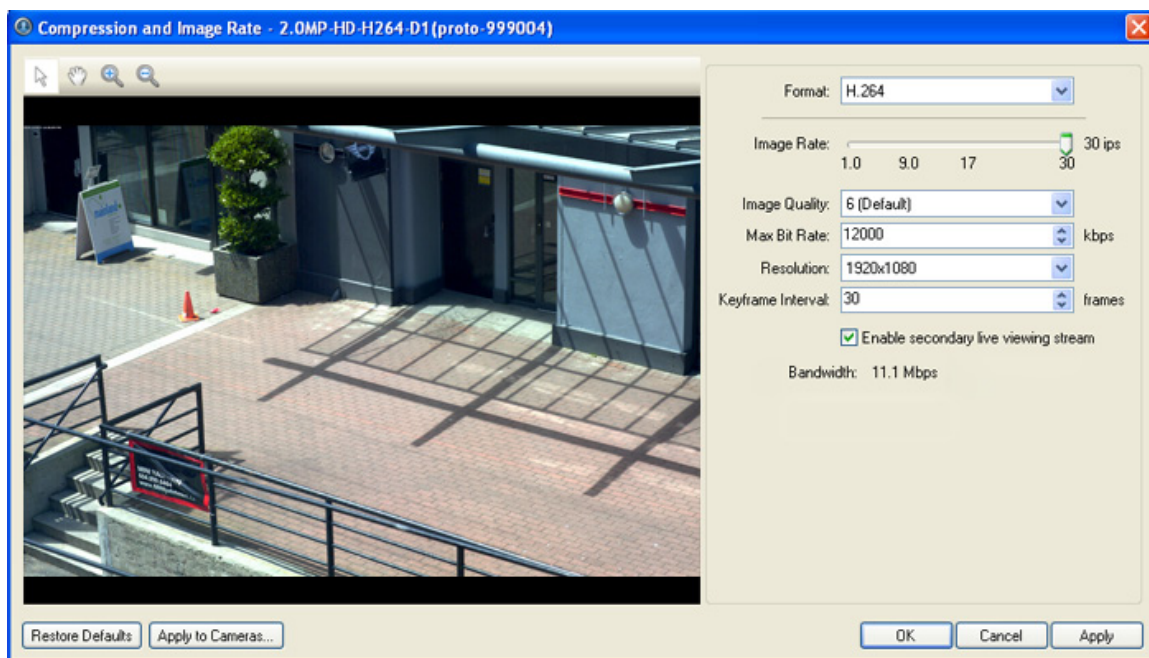 Compression and Image Rate - 2.0MP-HD-H264-D1(proto-999004)
Format: H.264
Image Rate: 30 ips
1.0 9.0 17 30
Image Quality: 6 (Default)
Max Bit Rate: 12000 kbps
Resolution: 1920x1080
Keyframe Interval: 30 frames
Enable secondary live viewing stream
Bandwidth: 11.1 Mbps
Restore Defaults
Apply to Cameras...
OK
Cancel
Apply